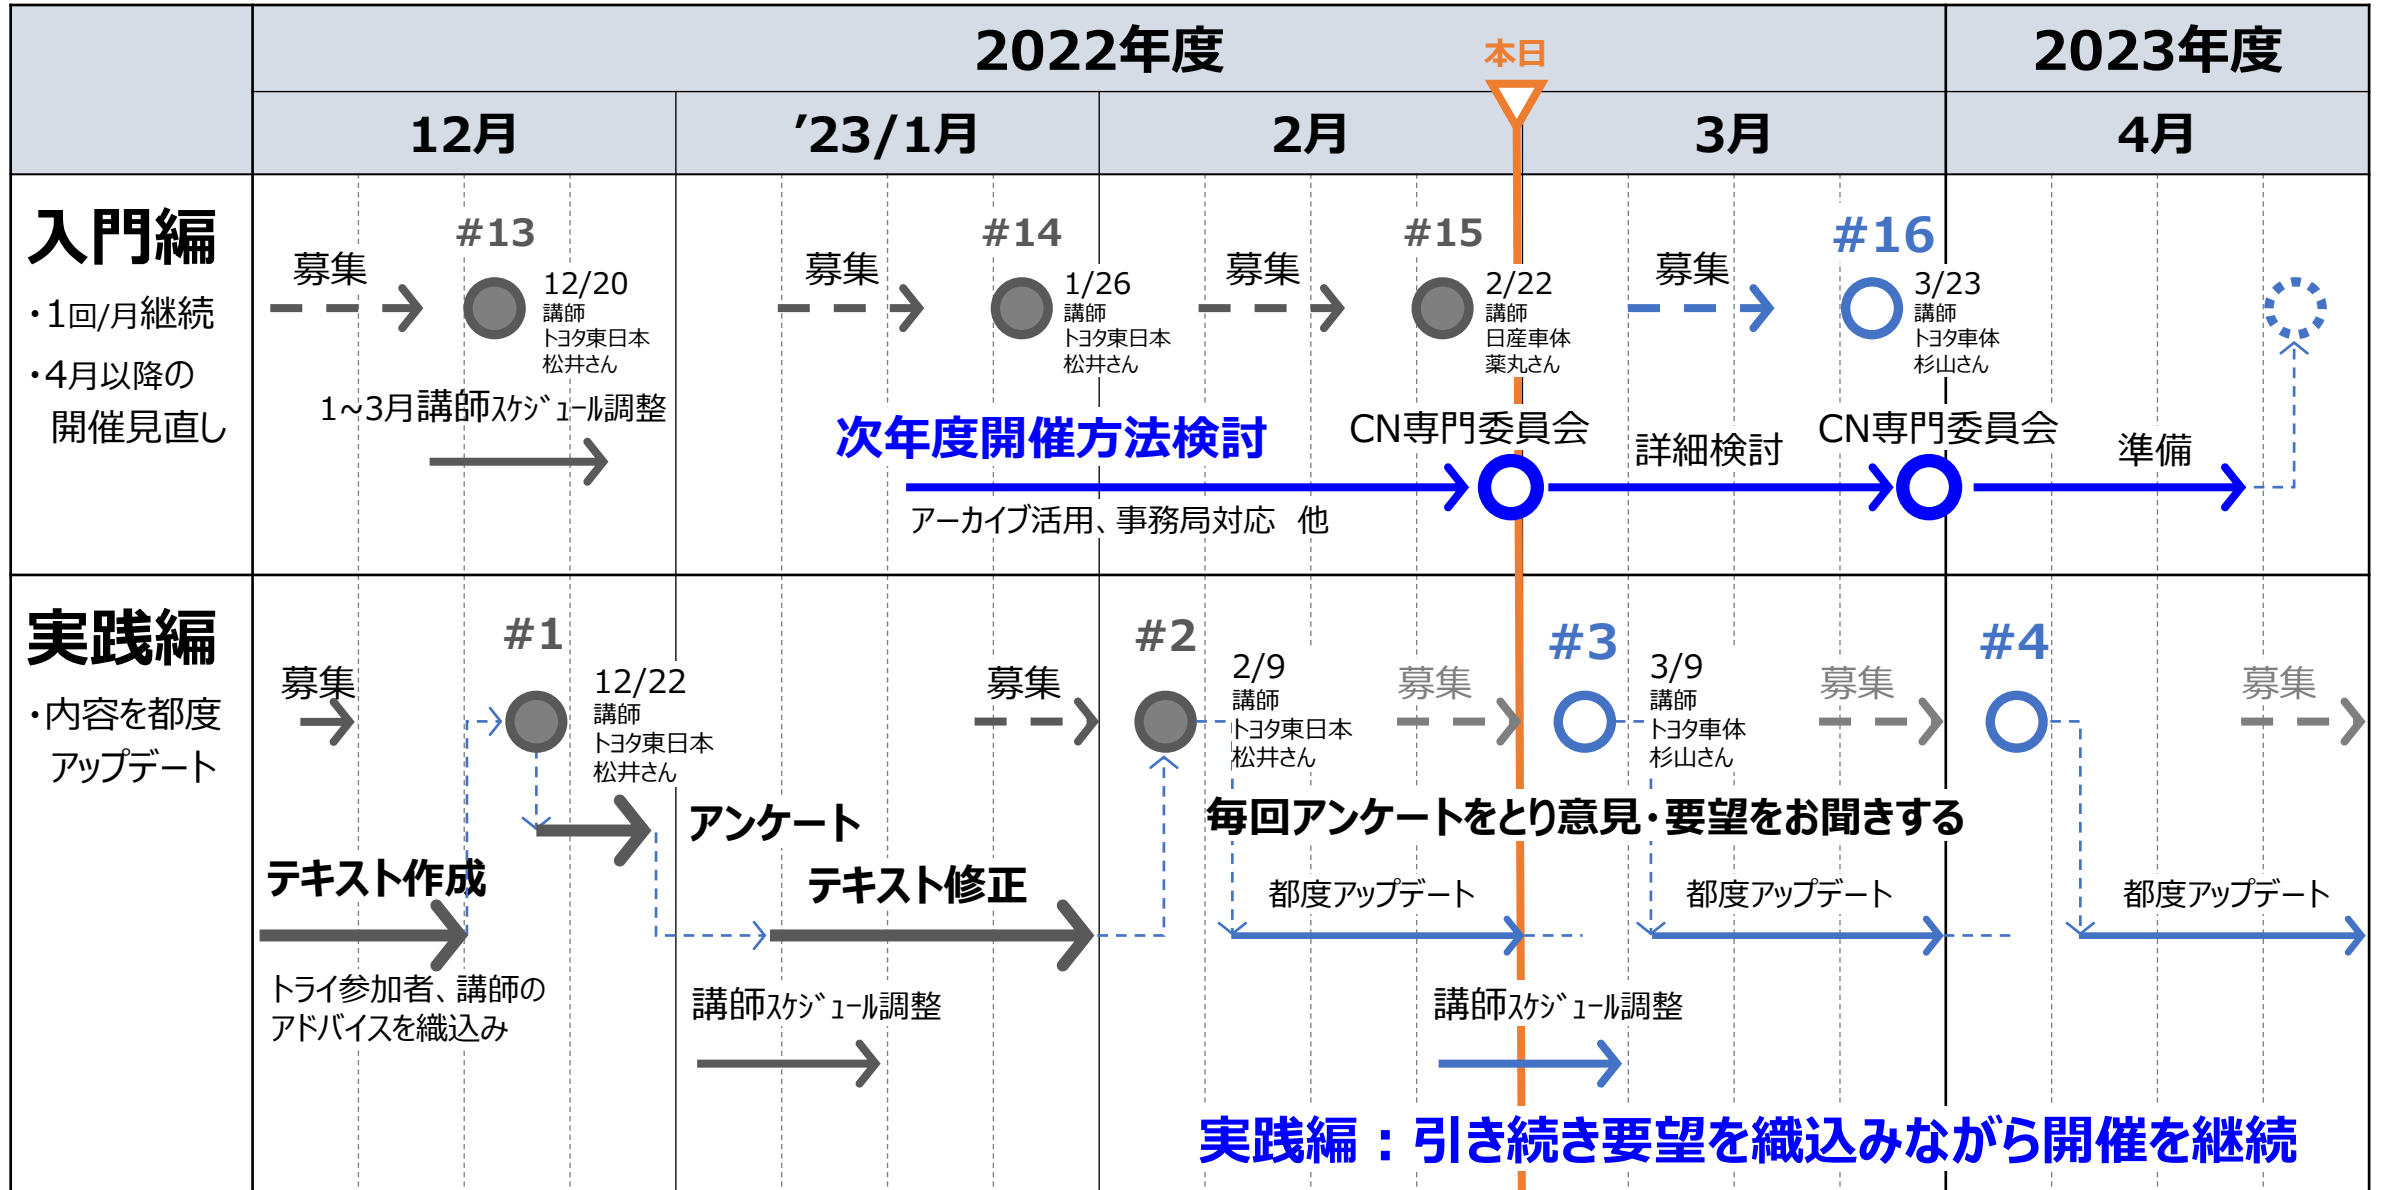 2022年度
本日
2023年度
12月
’23/1月
2月
3月
4月
入門編
・1回/月継続
・4月以降の
開催見直し
募集
#13
12/20
講師
トヨタ東日本
松井さん
1~3月講師スケジュール調整
募集
#14
1/26
講師
トヨタ東日本
松井さん
募集
#15
2/22
講師
日産車体
薬丸さん
募集
#16
3/23
講師
トヨタ車体
杉山さん
次年度開催方法検討
アーカイブ活用、事務局対応　他
CN専門委員会
詳細検討
CN専門委員会
準備
実践編
・内容を都度
アップデート
募集
#1
12/22
講師
トヨタ東日本
松井さん
アンケート
テキスト作成
トライ参加者、講師の
アドバイスを織込み
テキスト修正
講師スケジュール調整
募集
#2
2/9
講師
トヨタ東日本
松井さん
募集
#3
3/9
講師
トヨタ車体
杉山さん
募集
#4
募集
毎回アンケートをとり意見・要望をお聞きする
都度アップデート
都度アップデート
都度アップデート
講師スケジュール調整
実践編：引き続き要望を織込みながら開催を継続